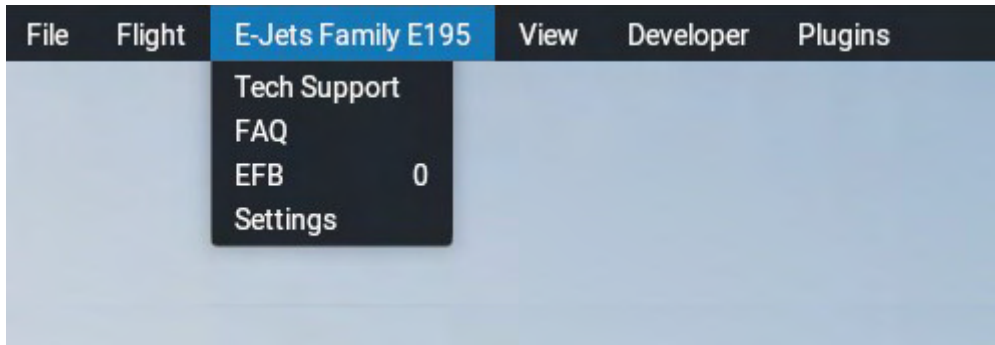 File Flight E-Jets Family E195 View Developer Plugins
Tech Support
FAQ
EFB 0
Settings